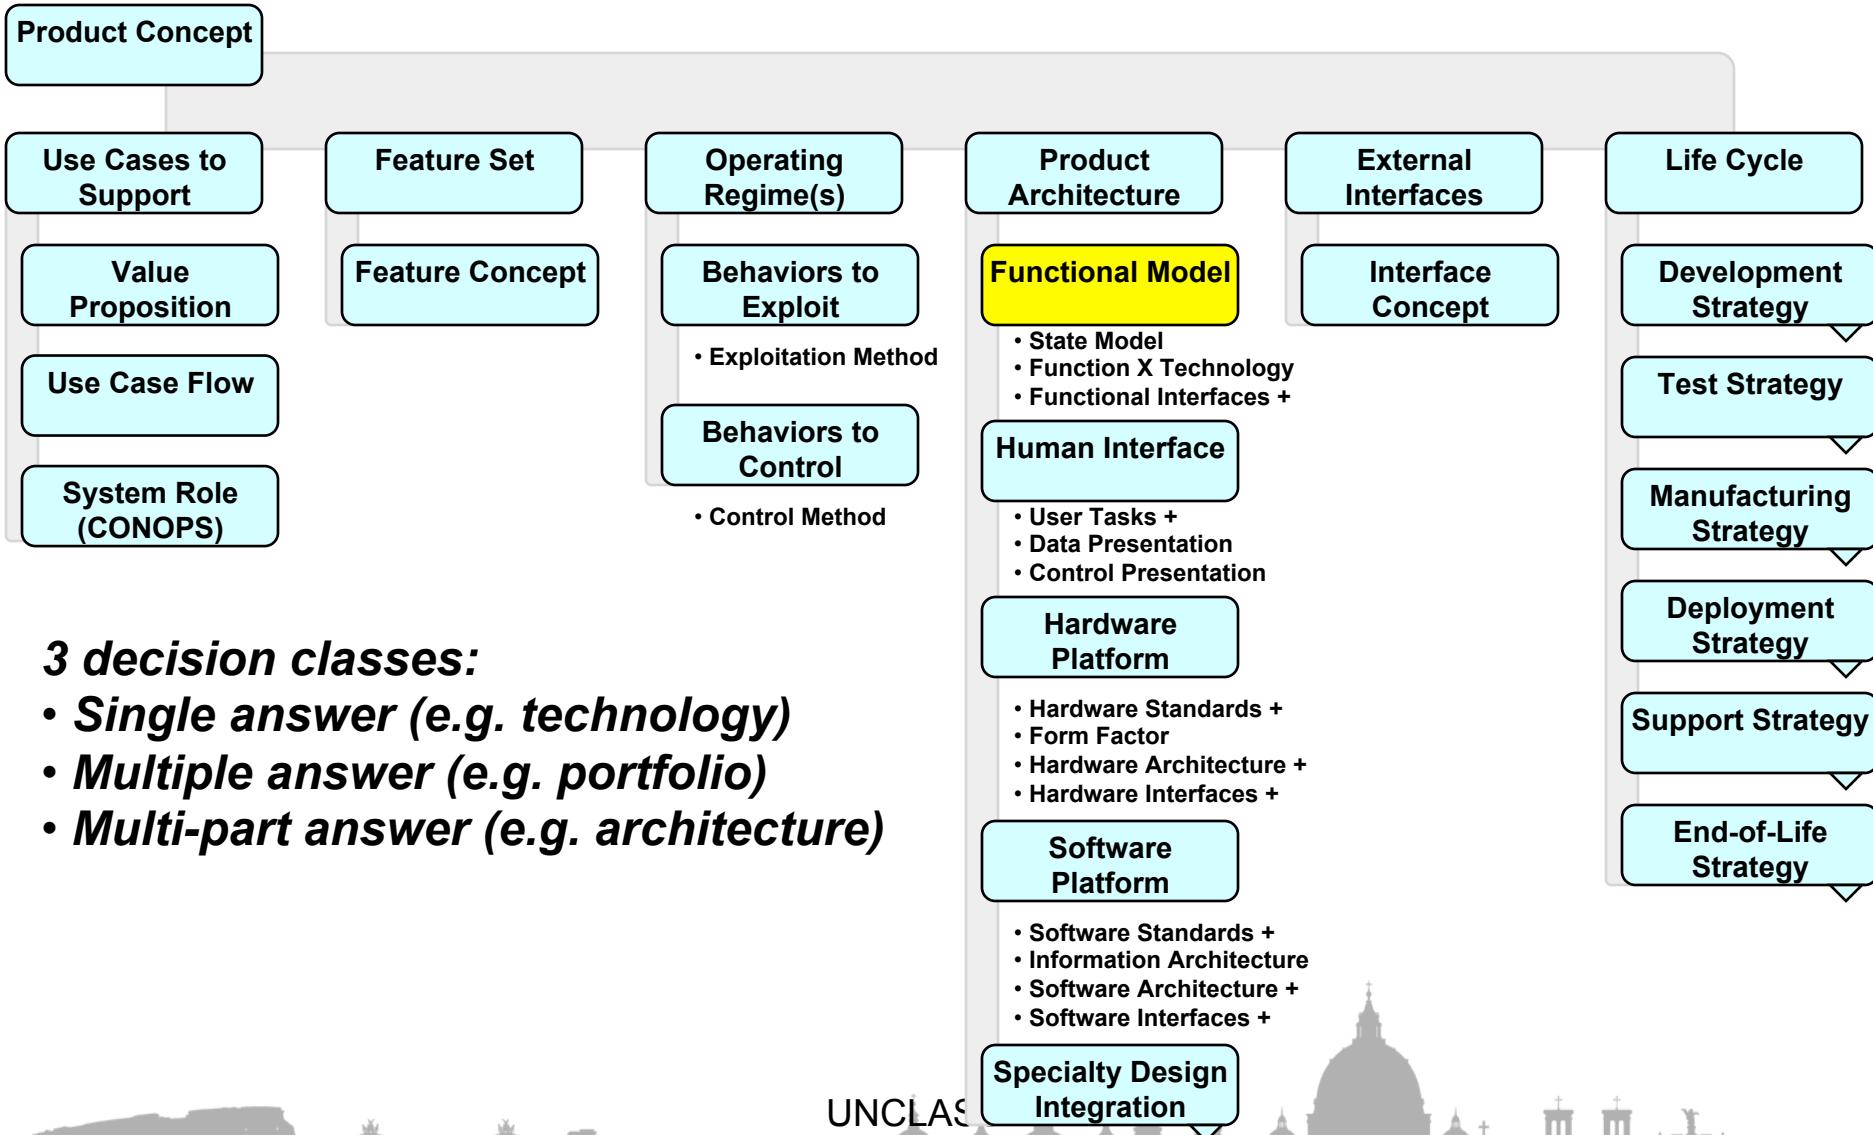 Product Concept
Use Cases to
Support
Value
Proposition
Use Case Flow
System Role
(CONOPS)
Feature Set
Feature Concept
Operating
Regime(s)
Behaviors to
Exploit
• Exploitation Method
Behaviors to
Control
• Control Method
Product
Architecture
Functional Model
• State Model
• Function X Technology
• Functional Interfaces +
Human Interface
• User Tasks +
• Data Presentation
• Control Presentation
Hardware
Platform
• Hardware Standards +
• Form Factor
• Hardware Architecture +
• Hardware Interfaces +
Software
Platform
• Software Standards +
• Information Architecture
• Software Architecture +
• Software Interfaces +
Specialty Design
Integration
External
Interfaces
Interface
Concept
Life Cycle
Development
Strategy
Test Strategy
Manufacturing
Strategy
Deployment
Strategy
Support Strategy
End-of-Life
Strategy
3 decision classes:
• Single answer (e.g. technology)
• Multiple answer (e.g. portfolio)
• Multi-part answer (e.g. architecture)
UNCLAS